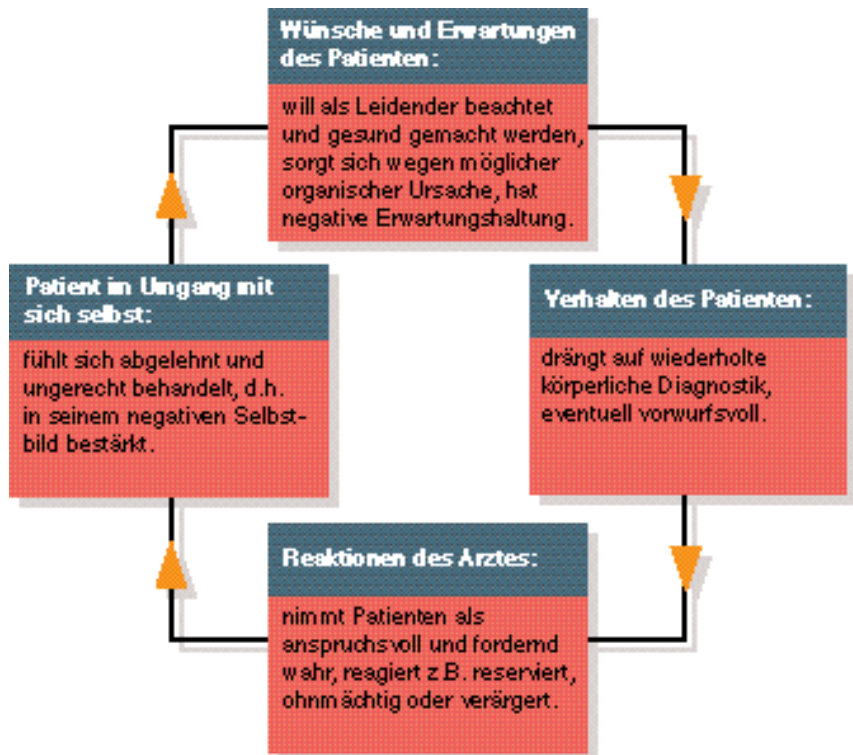 Wünsche und Erwartungen
des Patienten:
will als Leidender beachtet
und gesund gemacht werden,
sorgt sich wegen möglicher
organischer Ursache, hat
negative Erwartungshaltung.
Verhalten des Patienten:
drängt auf wiederholte
körperliche Diagnostik,
eventuell vorwurfsvoll.
Reaktionen des Arztes:
nimmt Patienten als
anspruchsvoll und fordernd
wahr, reagiert z.B. reserviert,
ohnmächtig oder verärgert.
Patient im Umgang mit
sich selbst:
fühlt sich abgelehnt und
ungerecht behandelt, d.h.
in seinem negativen Selbst-
bild bestärkt.